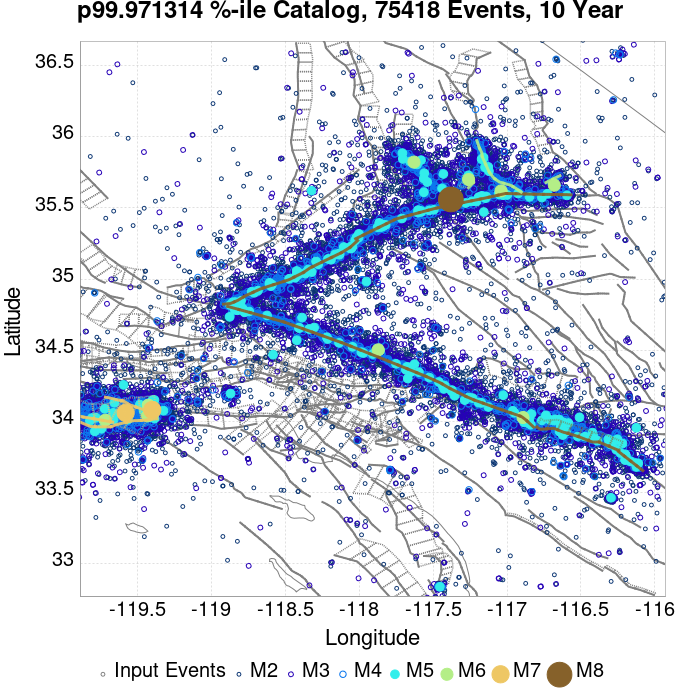 p99.971314 %-ile Catalog, 75418 Events, 10 Year
36.5
36
35.5
35
34.5
34
33.5
33
Latitude
-119.5 -119 -118.5 -118 -117.5 -117 -116.5 -116
Longitude
Input Events M2 M3 M4 M5 M6 M7 M8